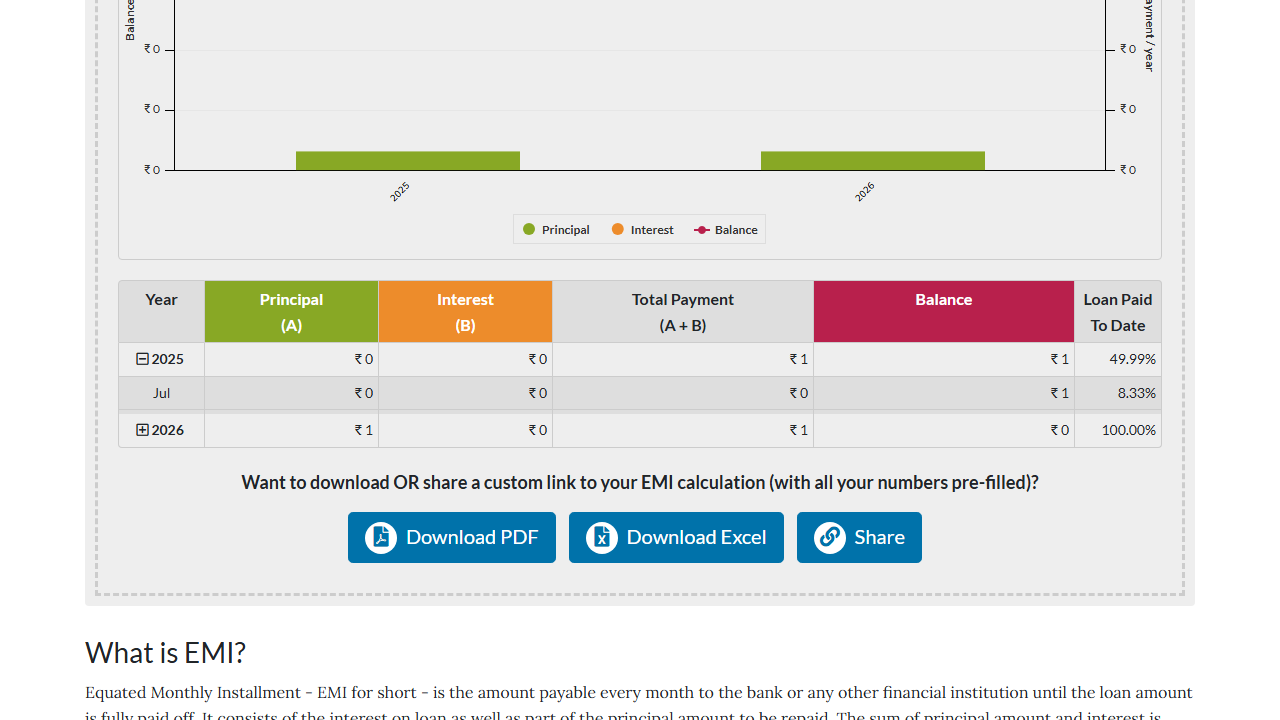 Balance
ayment / year
₹ 0
₹ 0
₹ 0
₹ 0
₹ 0
₹ 0
2025
2026
Principal
Interest
Balance
Year
Principal
(A)
Interest
(B)
Total Payment
(A + B)
Balance
Loan Paid
To Date
2025
₹ 0
₹ 0
₹ 1
₹ 1
49.99%
Jul
₹ 0
₹ 0
₹ 0
₹ 1
8.33%
2026
₹ 1
₹ 0
₹ 1
₹ 0
100.00%
Want to download OR share a custom link to your EMI calculation (with all your numbers pre-filled)?
Download PDF
Download Excel
Share
What is EMI?
Equated Monthly Installment - EMI for short - is the amount payable every month to the bank or any other financial institution until the loan amount
is fully paid off. It consists of the interest on loan as well as part of the principal amount to be repaid. The sum of principal amount and interest is